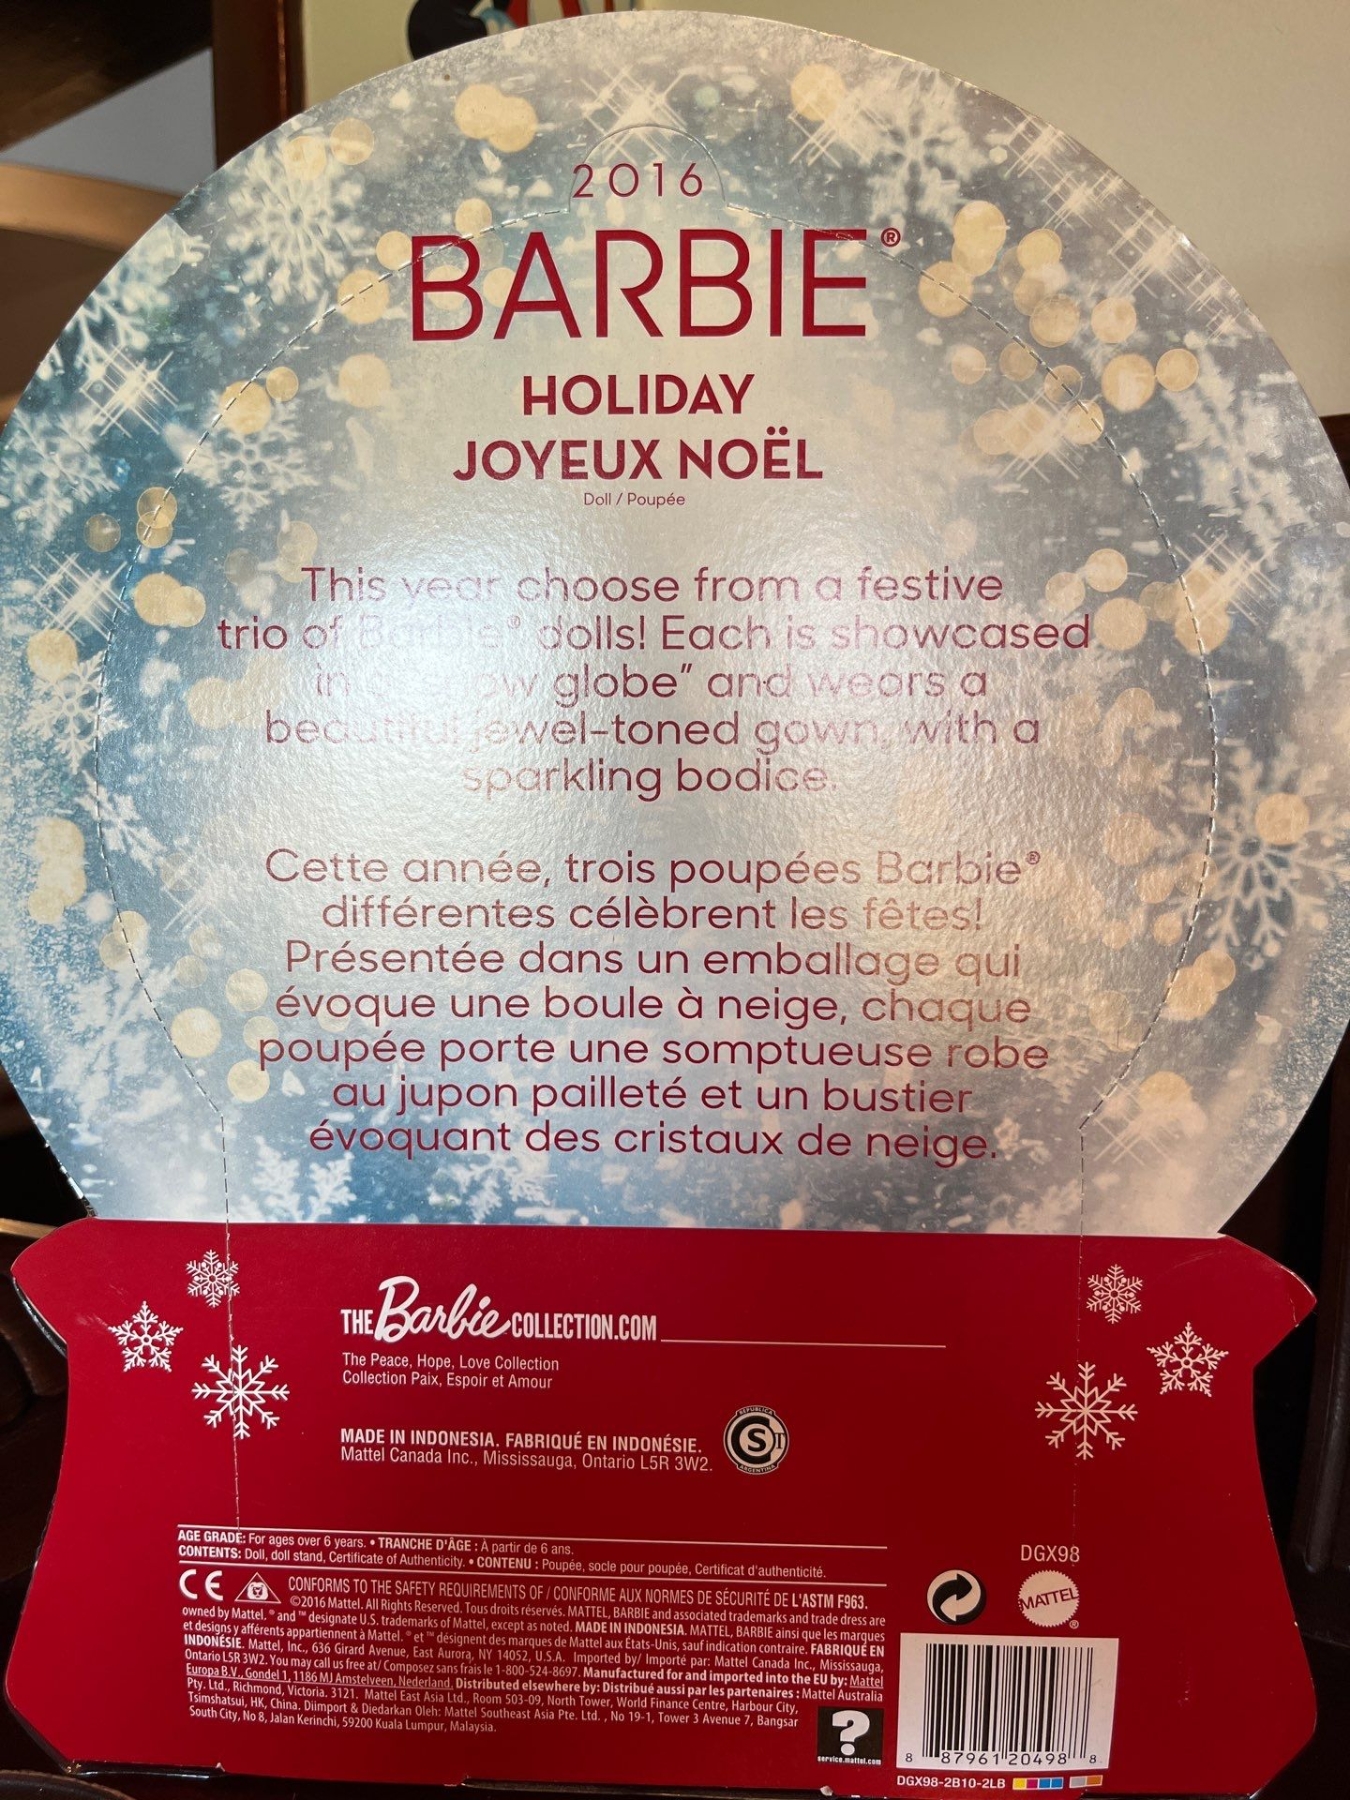 2016
BARBIE®
HOLIDAY
JOYEUX NOËL
Doll / Poupée
This year choose from a festive
trio of Barbie® dolls! Each is showcased
in a "snow globe" and wears a
beautiful jewel-toned gown, with a
sparkling bodice.
Cette année, trois poupées Barbie®
différentes célèbrent les fêtes!
Présentée dans un emballage qui
évoque une boule à neige, chaque
poupée porte une somptueuse robe
au jupon pailleté et un bustier
évoquant des cristaux de neige.
THE Barbie COLLECTION.COM
The Peace, Hope, Love Collection
Collection Paix, Espoir et Amour
MADE IN INDONESIA. FABRIQUÉ EN INDONÉSIE.
Mattel Canada Inc., Mississauga, Ontario L5R 3W2.
REPUBLICA
S T
ARGENTINA
AGE GRADE: For ages over 6 years. • TRANCHE D'ÂGE : À partir de 6 ans.
CONTENTS: Doll, doll stand, Certificate of Authenticity. • CONTENU : Poupée, socle pour poupée, Certificat d'authenticité.
CE CONFORMS TO THE SAFETY REQUIREMENTS OF / CONFORME AUX NORMES DE SÉCURITÉ DE L'ASTM F963.
©2016 Mattel. All Rights Reserved. Tous droits réservés. MATTEL, BARBIE and associated trademarks and trade dress are
owned by Mattel. ® and ™ designate U.S. trademarks of Mattel, except as noted. MADE IN INDONESIA. MATTEL, BARBIE ainsi que les marques
et designs y afférents appartiennent à Mattel. ® et ™ désignent des marques de Mattel aux États-Unis, sauf indication contraire. FABRIQUÉ EN
INDONÉSIE. Mattel, Inc., 636 Girard Avenue, East Aurora, NY 14052, U.S.A. Imported by/ Importé par: Mattel Canada Inc., Mississauga,
Ontario L5R 3W2. You may call us free at/ Composez sans frais le 1-800-524-8697. Manufactured for and imported into the EU by: Mattel
Europa B.V., Gondel 1, 1186 MJ Amstelveen, Nederland. Distributed elsewhere by: Distribué aussi par les partenaires : Mattel Australia
Pty. Ltd., Richmond, Victoria. 3121. Mattel East Asia Ltd., Room 503-09, North Tower, World Finance Centre, Harbour City,
Tsimshatsui, HK, China. Diimport & Diedarkan Oleh: Mattel Southeast Asia Pte. Ltd. , No 19-1, Tower 3 Avenue 7, Bangsar
South City, No 8, Jalan Kerinchi, 59200 Kuala Lumpur, Malaysia.
?
service.mattel.com
DGX98
MATTEL®
8 87961 20498 8
DGX98-2B10-2LB